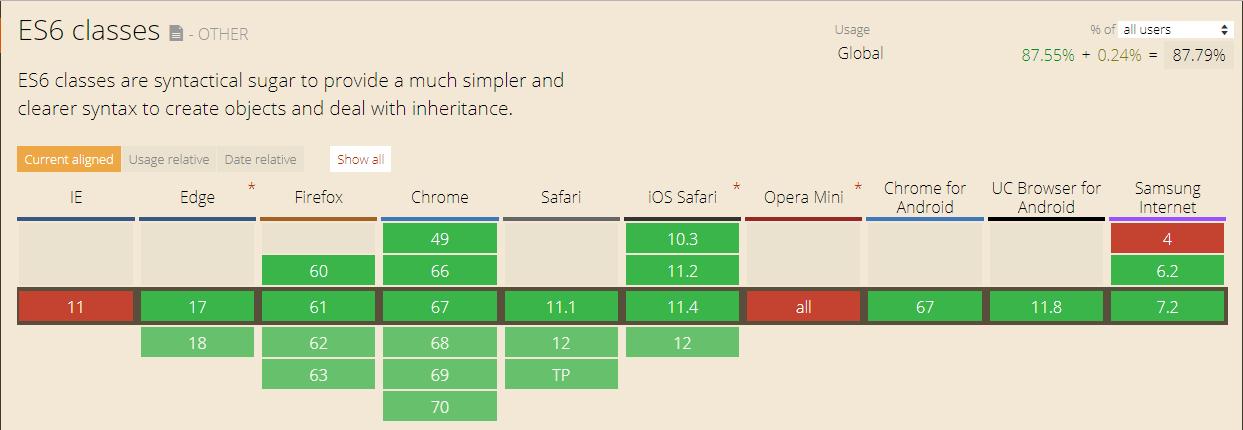 ES6 classes - OTHER
Usage % of all users
Global 87.55% + 0.24% = 87.79%
ES6 classes are syntactical sugar to provide a much simpler and
clearer syntax to create objects and deal with inheritance.
Current aligned Usage relative Date relative Show all
IE Edge * Firefox Chrome Safari iOS Safari * Opera Mini * Chrome for Android UC Browser for Android Samsung Internet
49 10.3 4
60 66 11.2 6.2
11 17 61 67 11.1 11.4 all 67 11.8 7.2
18 62 68 12 12
63 69 TP
70